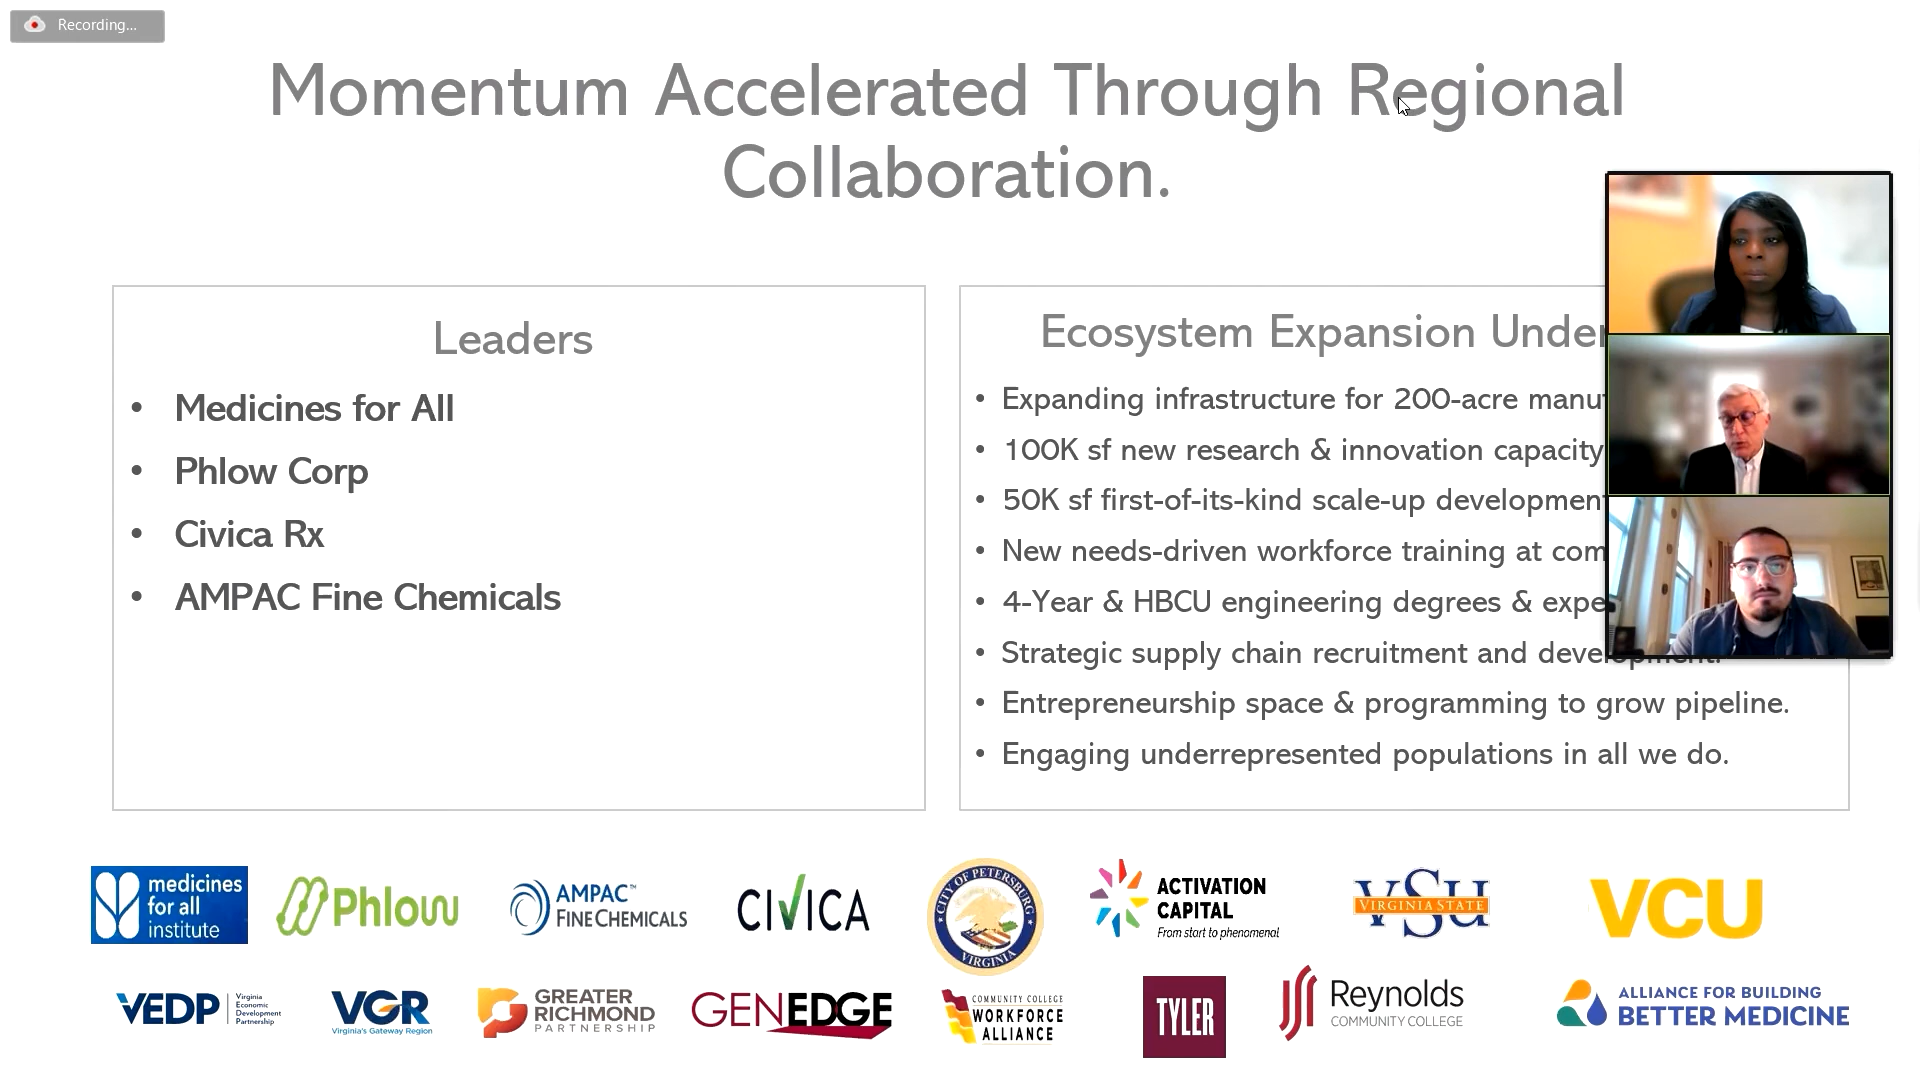 Recording...
Momentum Accelerated Through Regional
Collaboration.
Leaders
• Medicines for All
• Phlow Corp
• Civica Rx
• AMPAC Fine Chemicals
Ecosystem Expansion Under
• Expanding infrastructure for 200-acre
• 100K sf new research & innovation capacity
• 50K sf first-of-its-kind scale-up development
• New needs-driven workforce training at
• 4-Year & HBCU engineering degrees &
• Strategic supply chain recruitment and development.
• Entrepreneurship space & programming to grow pipeline.
• Engaging underrepresented populations in all we do.
medicines
for all
institute
Phlow
AMPAC™
FINE CHEMICALS
CIVICA
CITY OF PETERSBURG
VIRGINIA
ACTIVATION
CAPITAL
From start to phenomenal
VSU
VIRGINIA STATE
VCU
VEDP
Virginia
Economic
Development
Partnership
VGR
Virginia's Gateway Region
GREATER
RICHMOND
PARTNERSHIP
GENEDGE
COMMUNITY COLLEGE
WORKFORCE
ALLIANCE
TYLER
Reynolds
COMMUNITY COLLEGE
ALLIANCE FOR BUILDING
BETTER MEDICINE